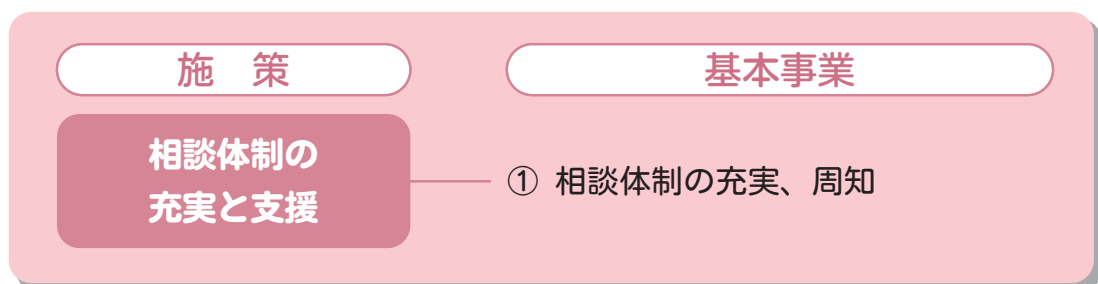 施　策
基本事業
相談体制の
充実と支援
① 相談体制の充実、周知